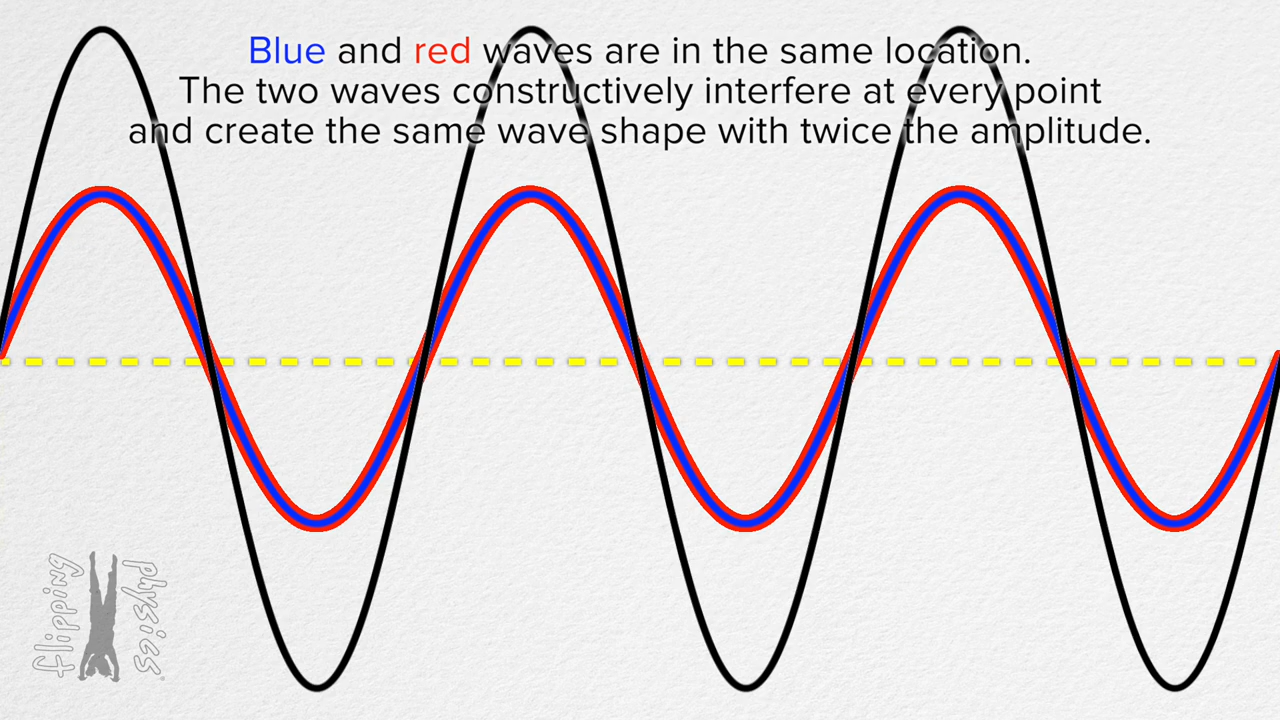 Blue and red waves are in the same location.
The two waves constructively interfere at every point
and create the same wave shape with twice the amplitude.
flipping
physics